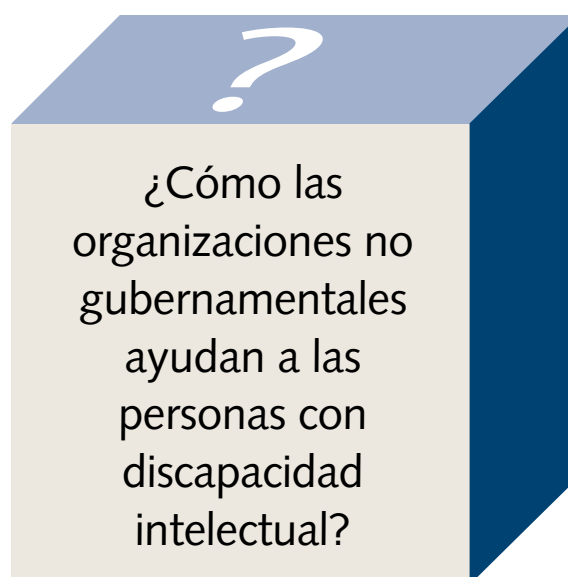 ?
¿Cómo las
organizaciones no
gubernamentales
ayudan a las
personas con
discapacidad
intelectual?